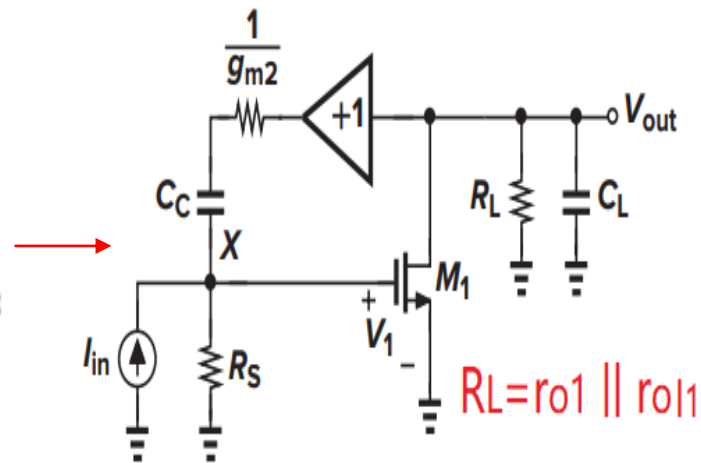 1
gm2
+1
Vout
CC
RL
CL
X
M1
+
V1
−
Iin
RS
RL=ro1 || roI1